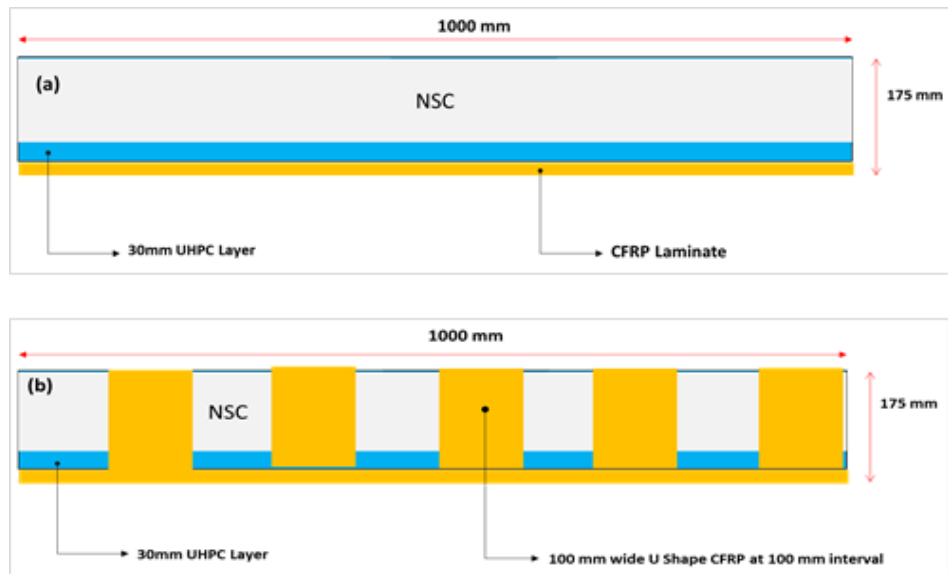 1000 mm
(a)
NSC
175 mm
30mm UHPC Layer
CFRP Laminate
1000 mm
(b)
NSC
175 mm
30mm UHPC Layer
100 mm wide U Shape CFRP at 100 mm interval